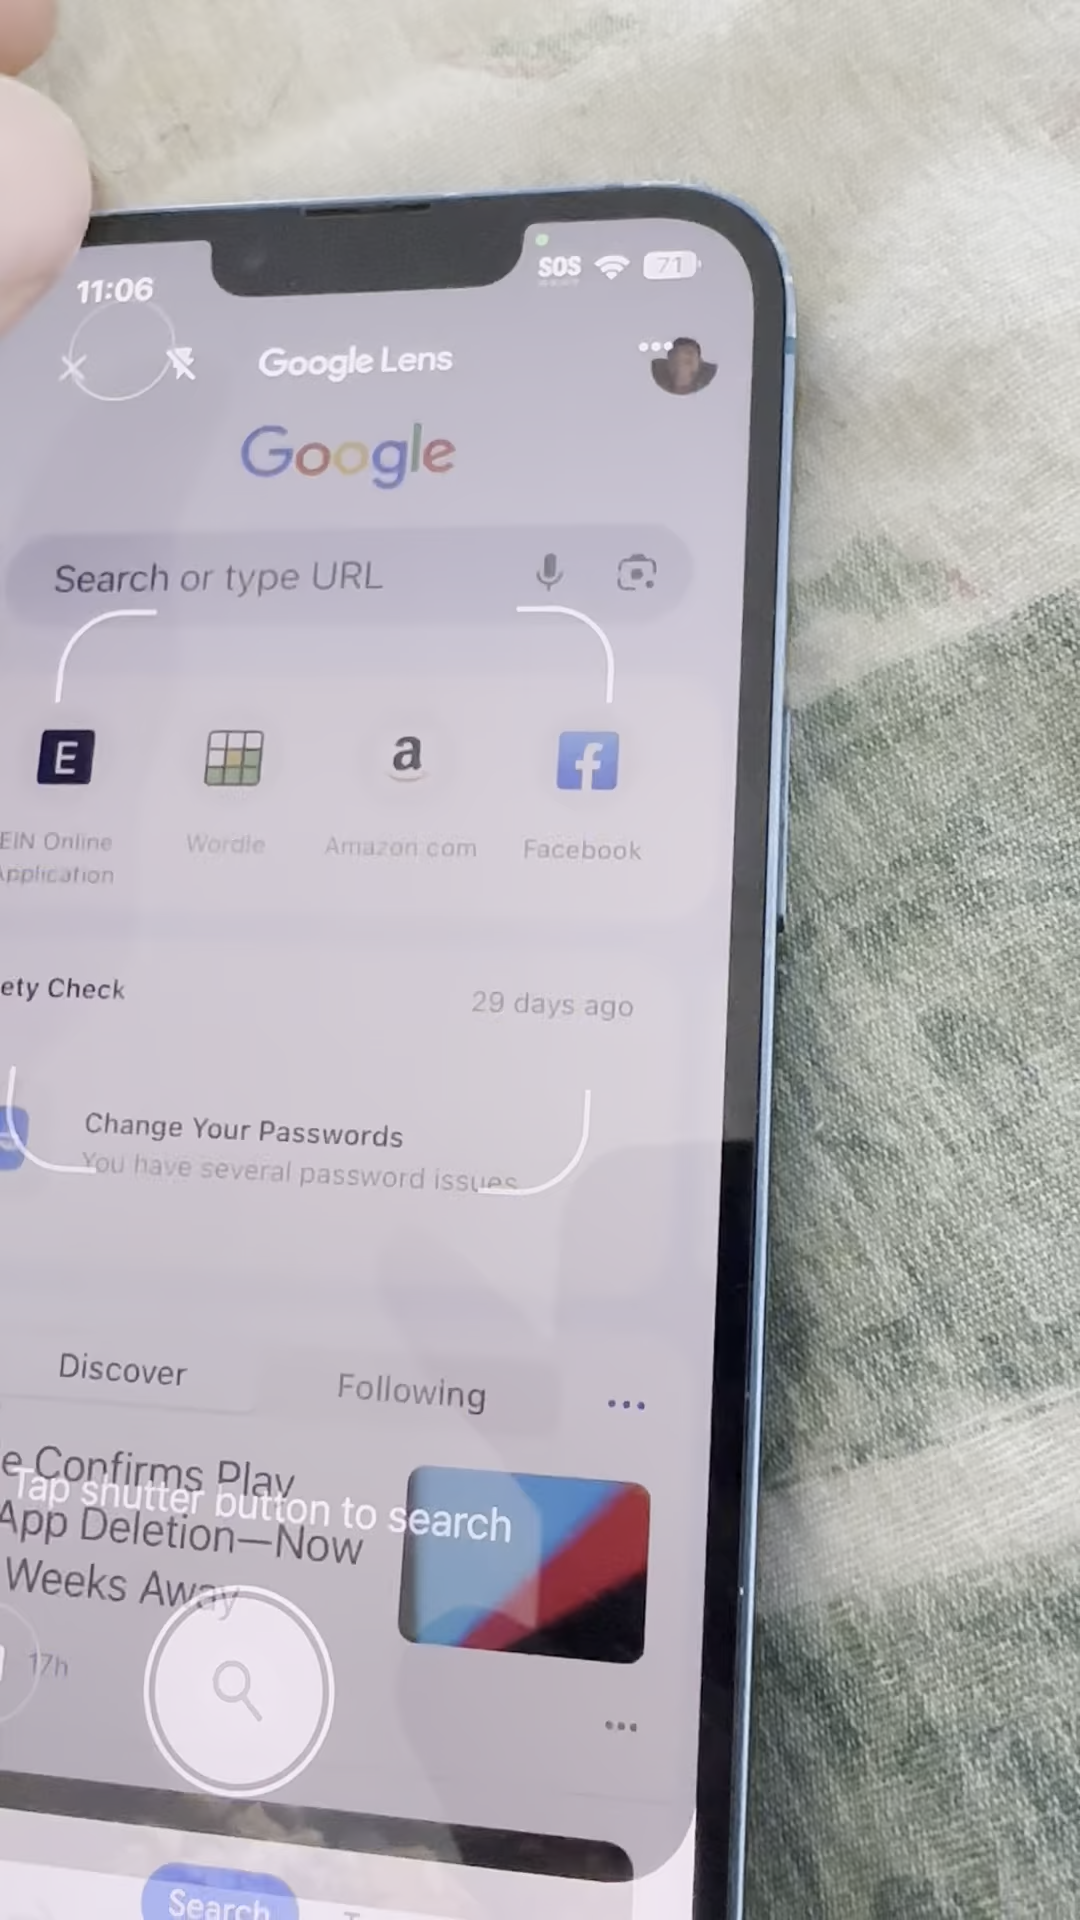 11:06
SOS
71
Google Lens
Google
Search or type URL
E
a
f
EIN Online
Application
Wordle
Amazon.com
Facebook
ety Check
29 days ago
Change Your Passwords
You have several password issues
Discover
Following
e Confirms Play
Tap shutter button to search
App Deletion—Now
Weeks Away
17h
Search